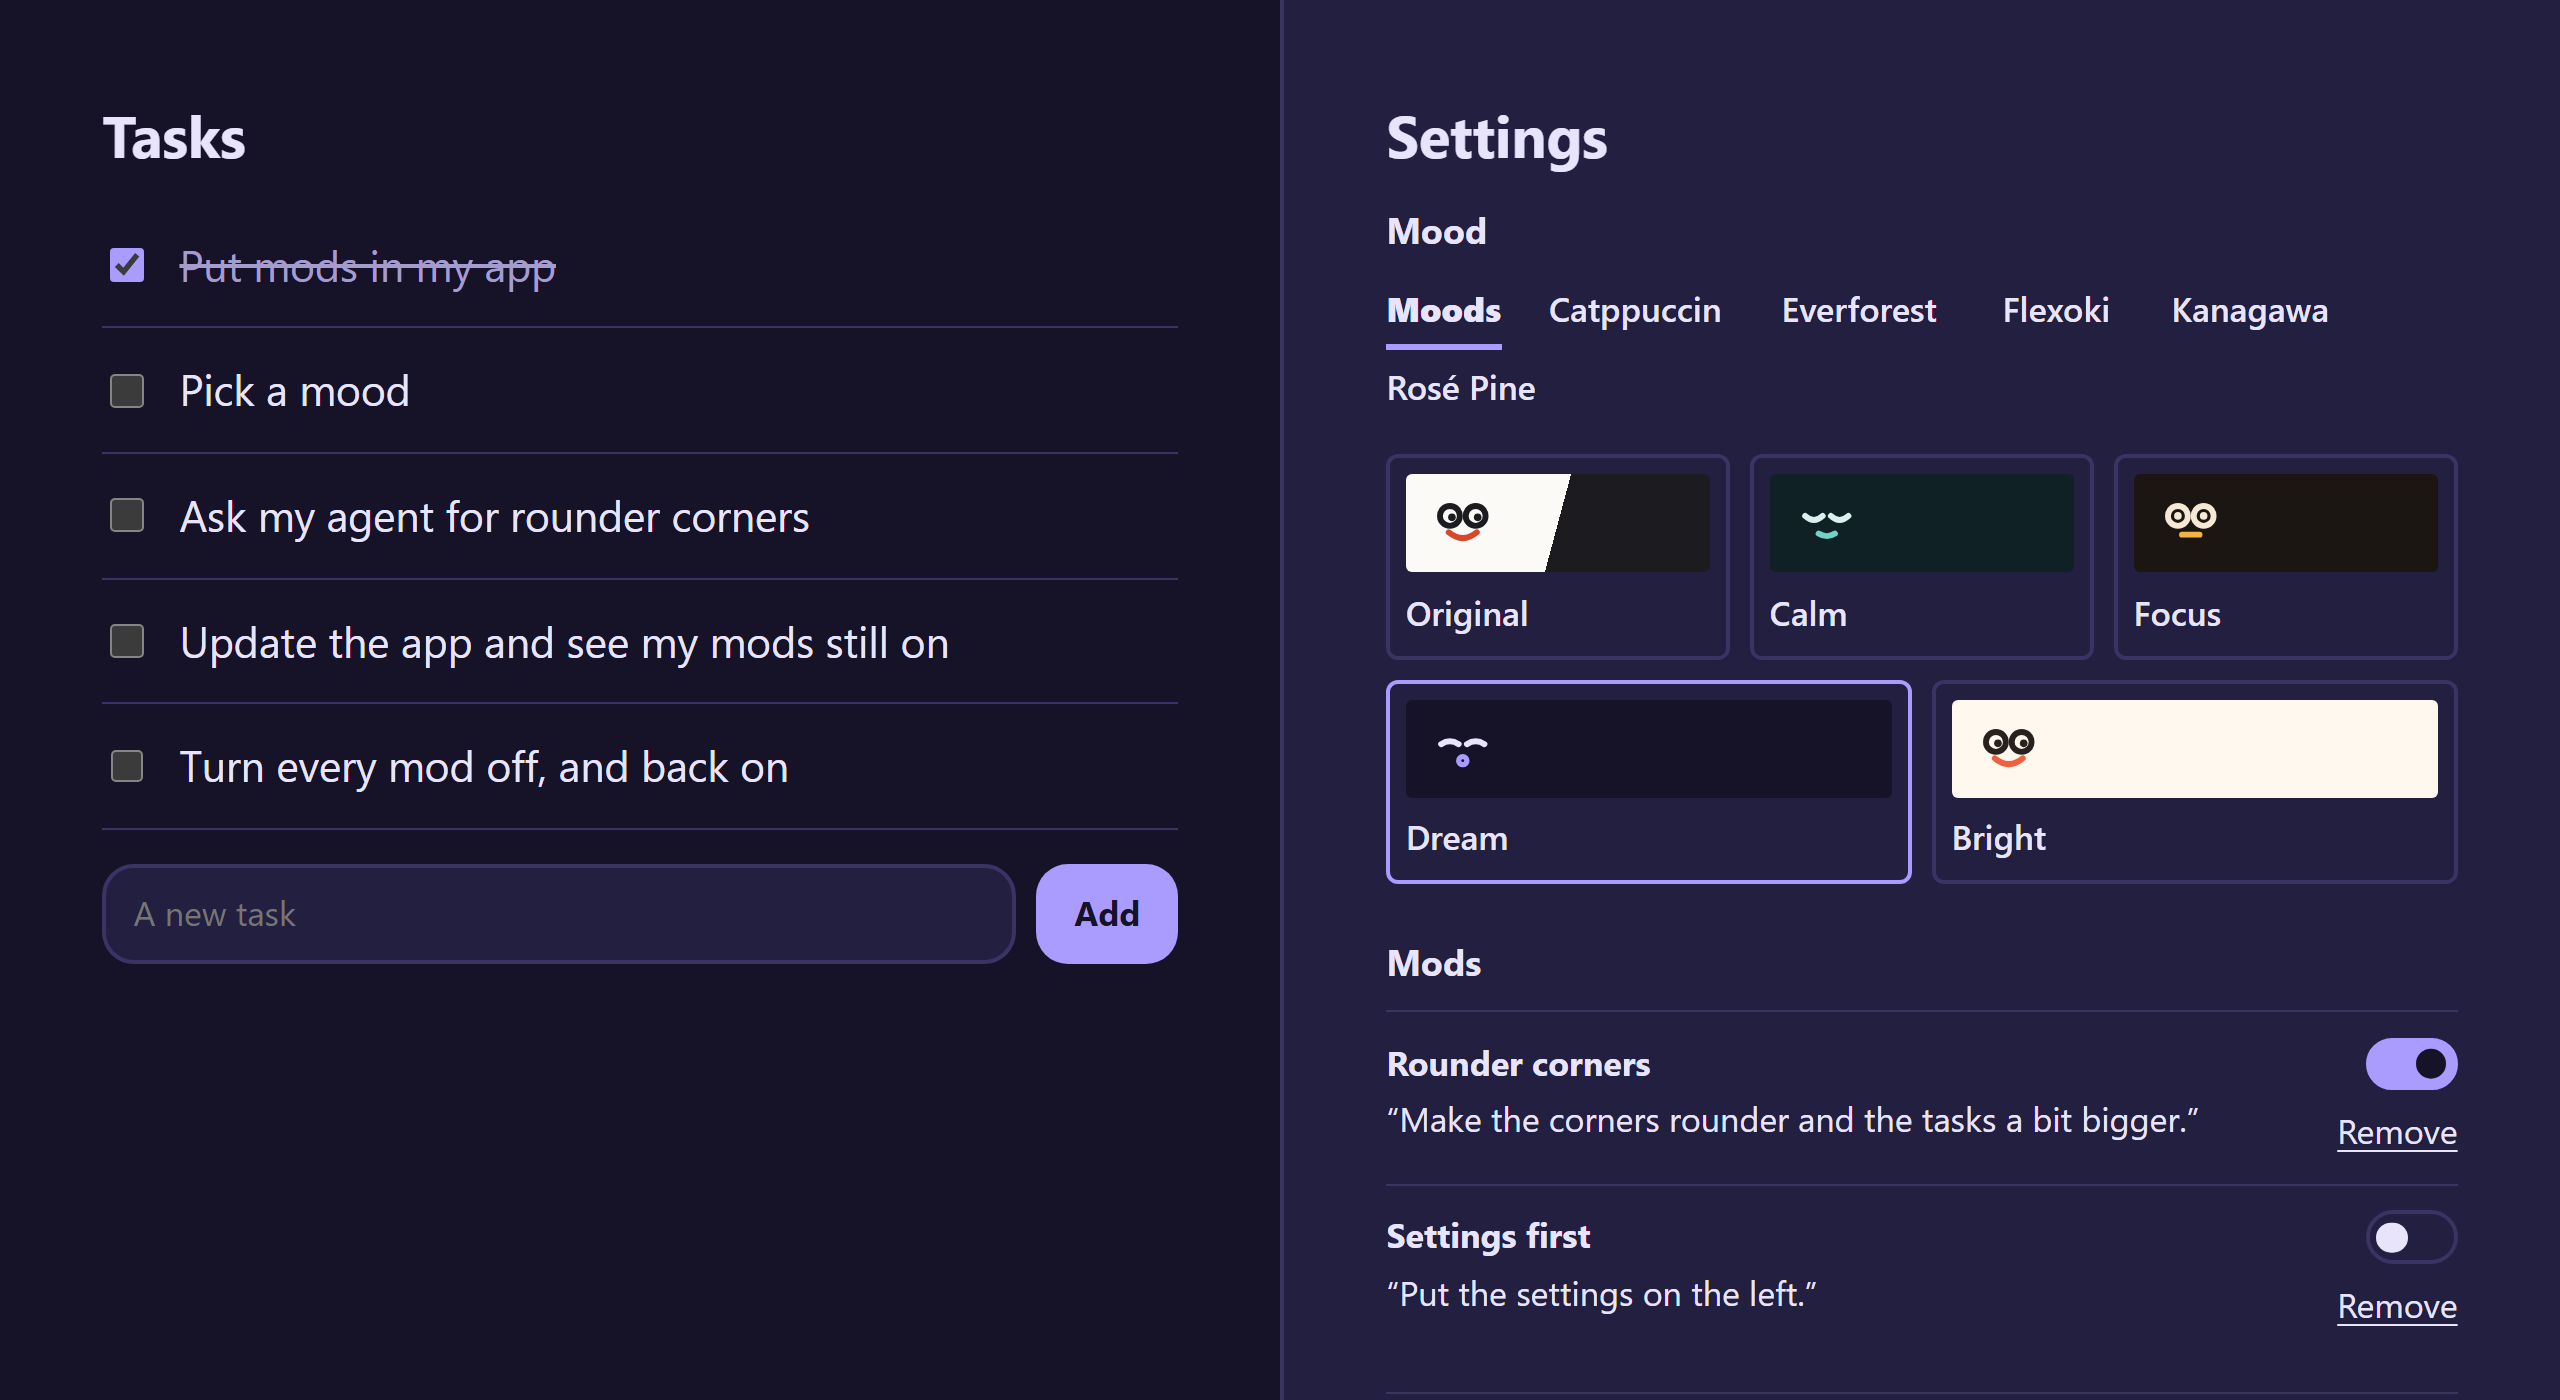 Tasks
Put mods in my app
Pick a mood
Ask my agent for rounder corners
Update the app and see my mods still on
Turn every mod off, and back on
A new task
Add
Settings
Mood
Moods Catppuccin Everforest Flexoki Kanagawa
Rosé Pine
Original Calm Focus
Dream Bright
Mods
Rounder corners
“Make the corners rounder and the tasks a bit bigger.”
Remove
Settings first
“Put the settings on the left.”
Remove